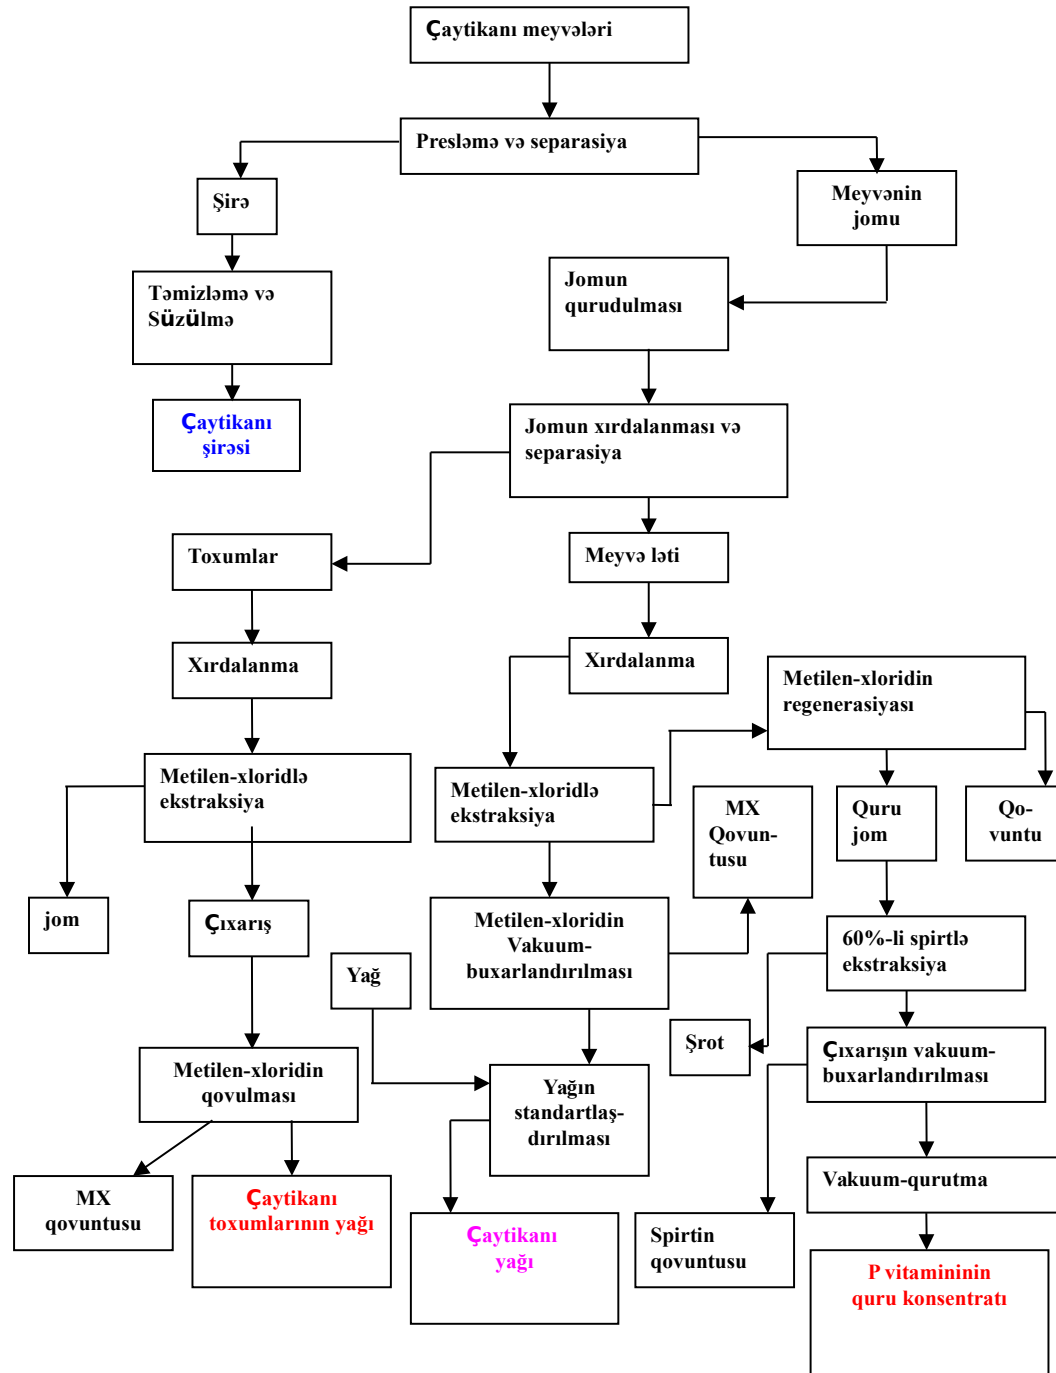 Çaytikanı meyvələri
Presləmə və separasiya
Şirə
Meyvənin
jomu
Təmizləmə və
Süzülmə
Jomun
qurudulması
Çaytikanı
şirəsi
Jomun xırdalanması və
separasiya
Toxumlar
Meyvə ləti
Xırdalanma
Xırdalanma
Metilen-xloridin
regenerasiyası
Metilen-xloridlə
ekstraksiya
Metilen-xloridlə
ekstraksiya
MX
Qovun-
tusu
Quru
jom
Qo-
vuntu
jom
Çıxarış
Metilen-xloridin
Vakuum-
buxarlandırılması
60%-li spirtlə
ekstraksiya
Yağ
Şrot
Çıxarışın vakuum-
buxarlandırılması
Metilen-xloridin
qovulması
Yağın
standartlaş-
dırılması
Vakuum-qurutma
MX
qovuntusu
Çaytikanı
toxumlarının yağı
Çaytikanı
yağı
Spirtin
qovuntusu
P vitamininin
quru konsentratı